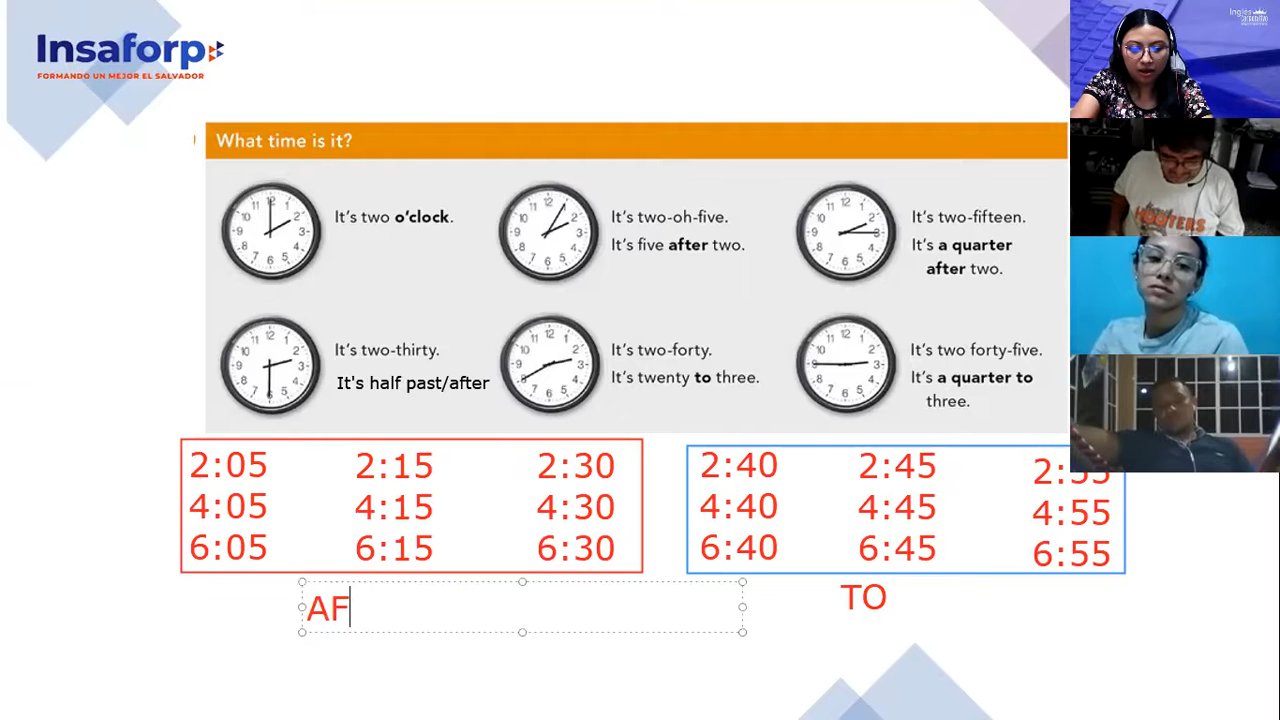 Insaforp
FORMANDO UN MEJOR EL SALVADOR
Ingles
What time is it?
It's two o'clock.
It's two-oh-five.
It's five after two.
It's two-fifteen.
It's a quarter
after two.
It's two-thirty.
It's half past/after
It's two-forty.
It's twenty to three.
It's two forty-five.
It's a quarter to
three.
2:05 2:15 2:30
4:05 4:15 4:30
6:05 6:15 6:30
2:40 2:45 2:55
4:40 4:45 4:55
6:40 6:45 6:55
AF
TO